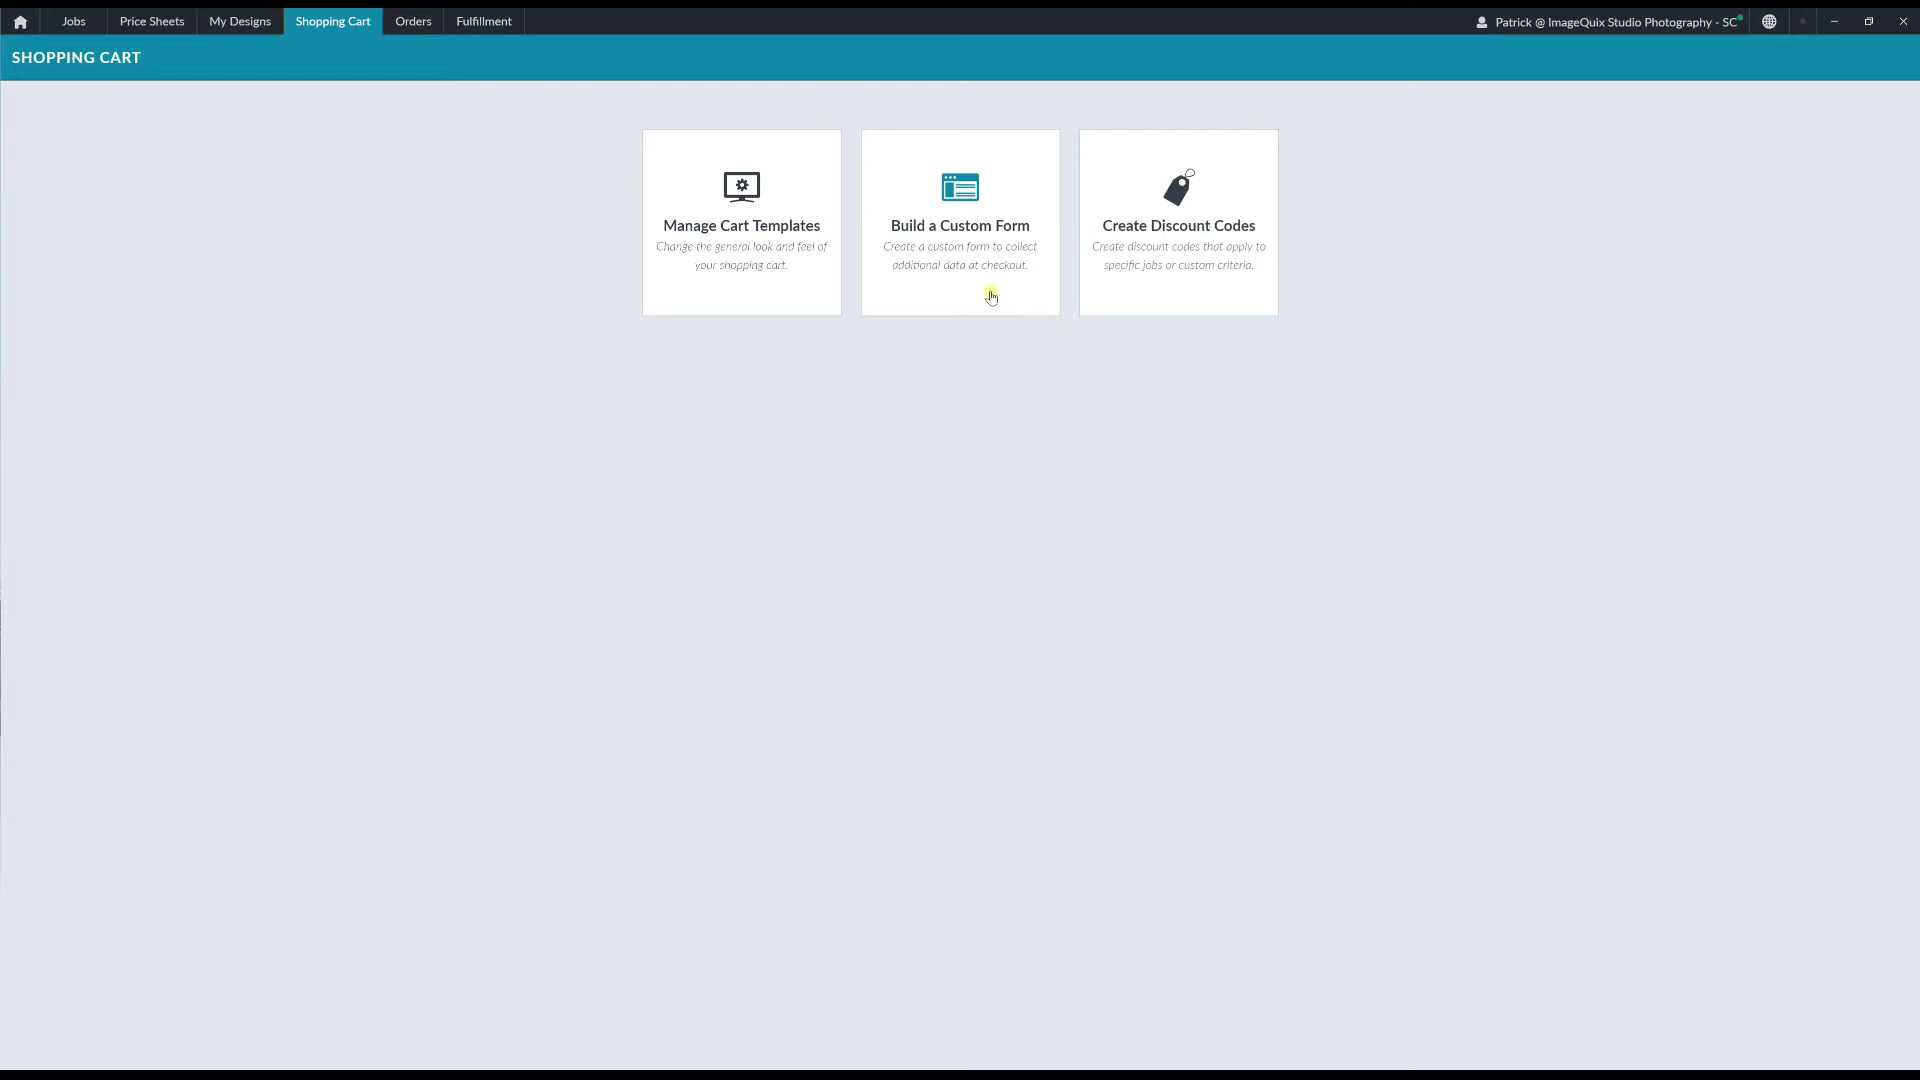 Jobs
Price Sheets
My Designs
Shopping Cart
Orders
Fulfillment
Patrick @ ImageQuix Studio Photography - SC
SHOPPING CART
Manage Cart Templates
Change the general look and feel of
your shopping cart.
Build a Custom Form
Create a custom form to collect
additional data at checkout.
Create Discount Codes
Create discount codes that apply to
specific jobs or custom criteria.